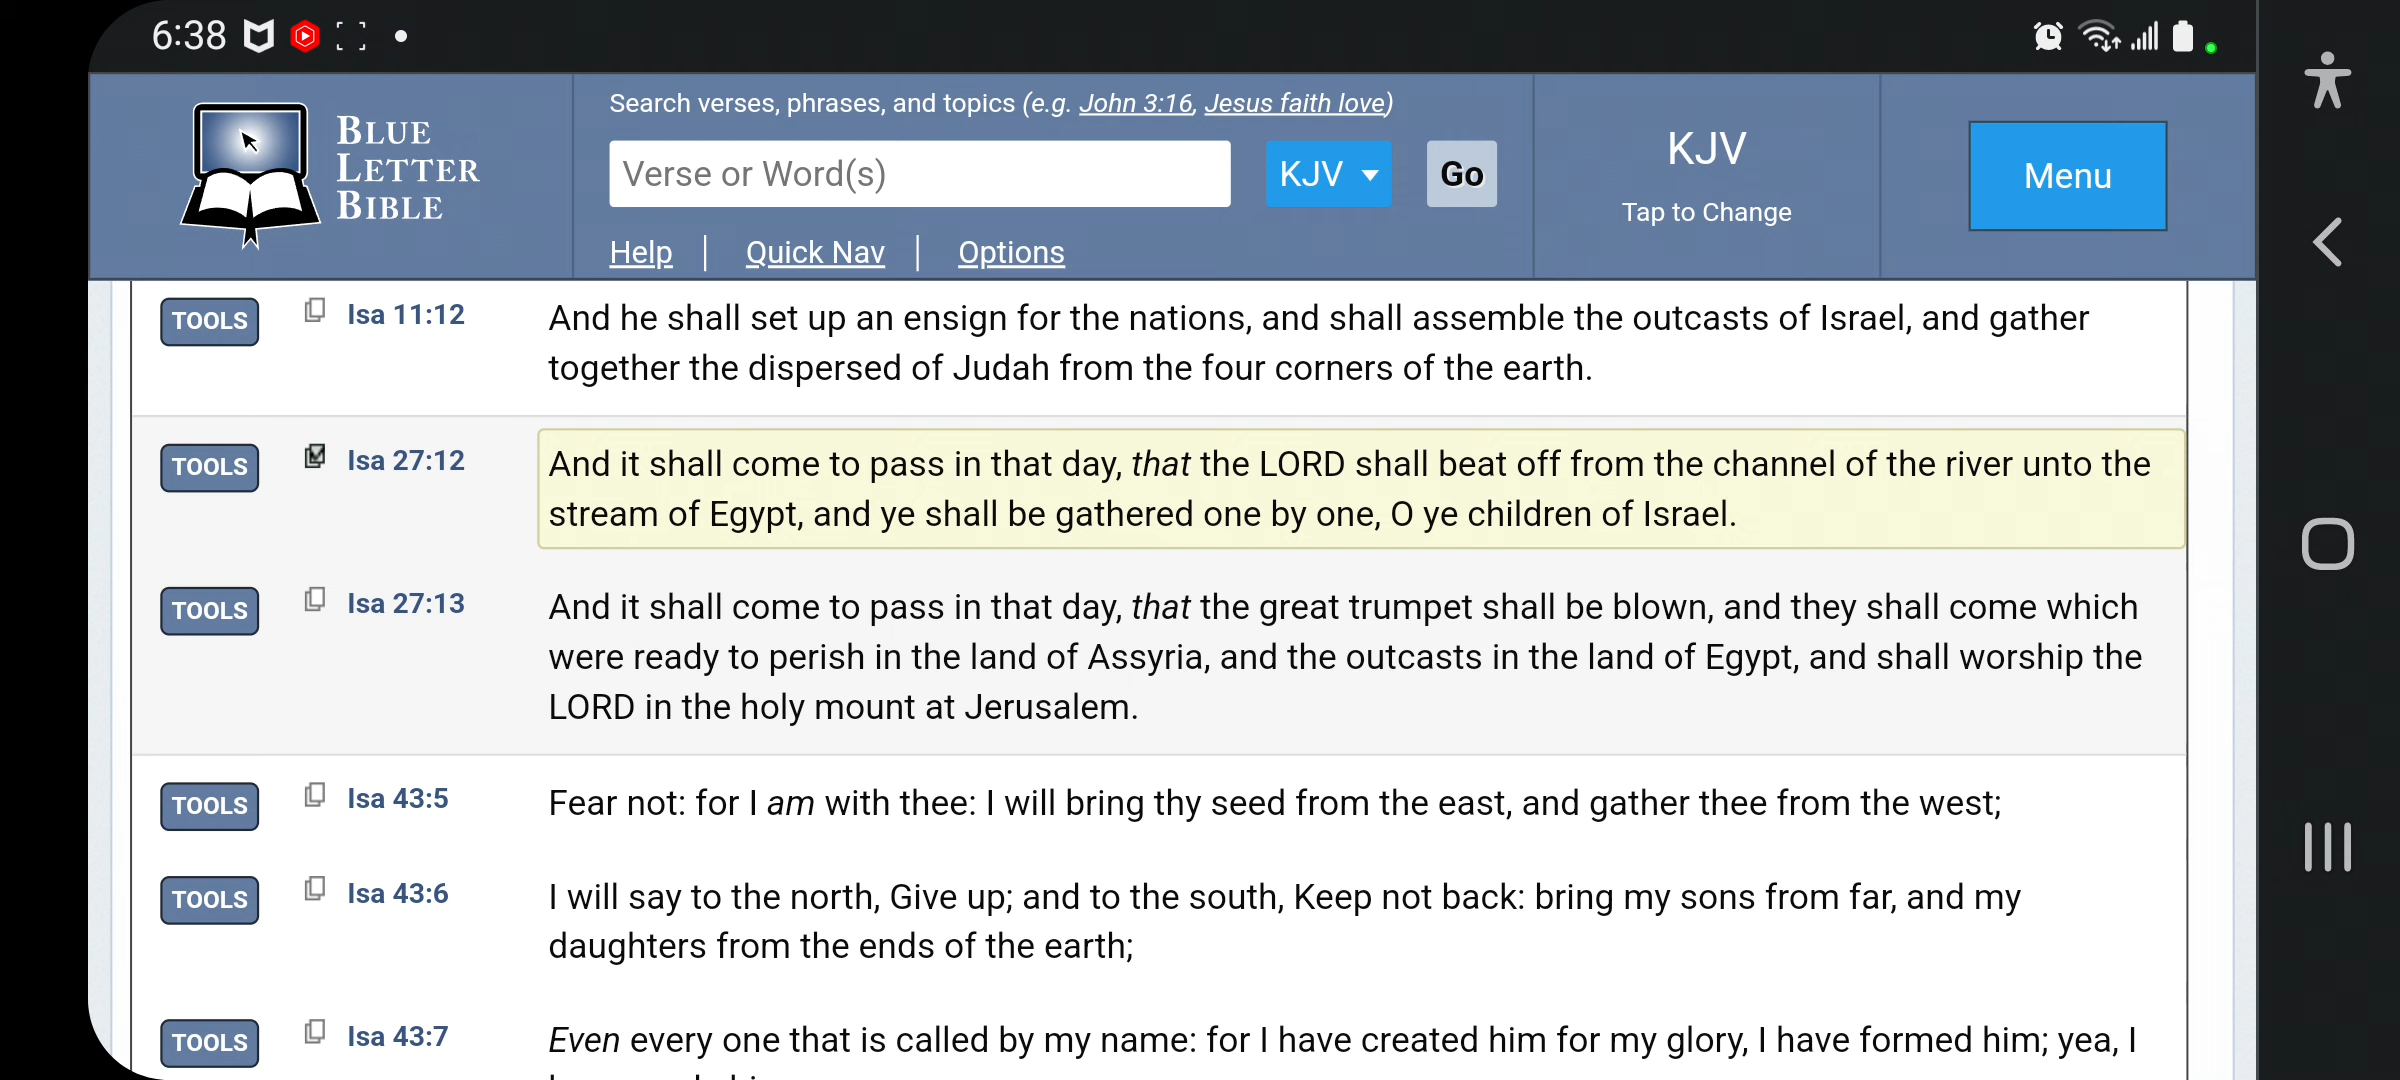 6:38
Search verses, phrases, and topics (e.g. John 3:16, Jesus faith love)
BLUE
LETTER
BIBLE
Verse or Word(s)
KJV
Go
Help | Quick Nav | Options
KJV
Tap to Change
Menu
TOOLS Isa 11:12 And he shall set up an ensign for the nations, and shall assemble the outcasts of Israel, and gather
together the dispersed of Judah from the four corners of the earth.
TOOLS Isa 27:12 And it shall come to pass in that day, that the LORD shall beat off from the channel of the river unto the
stream of Egypt, and ye shall be gathered one by one, O ye children of Israel.
TOOLS Isa 27:13 And it shall come to pass in that day, that the great trumpet shall be blown, and they shall come which
were ready to perish in the land of Assyria, and the outcasts in the land of Egypt, and shall worship the
LORD in the holy mount at Jerusalem.
TOOLS Isa 43:5 Fear not: for I am with thee: I will bring thy seed from the east, and gather thee from the west;
TOOLS Isa 43:6 I will say to the north, Give up; and to the south, Keep not back: bring my sons from far, and my
daughters from the ends of the earth;
TOOLS Isa 43:7 Even every one that is called by my name: for I have created him for my glory, I have formed him; yea, I